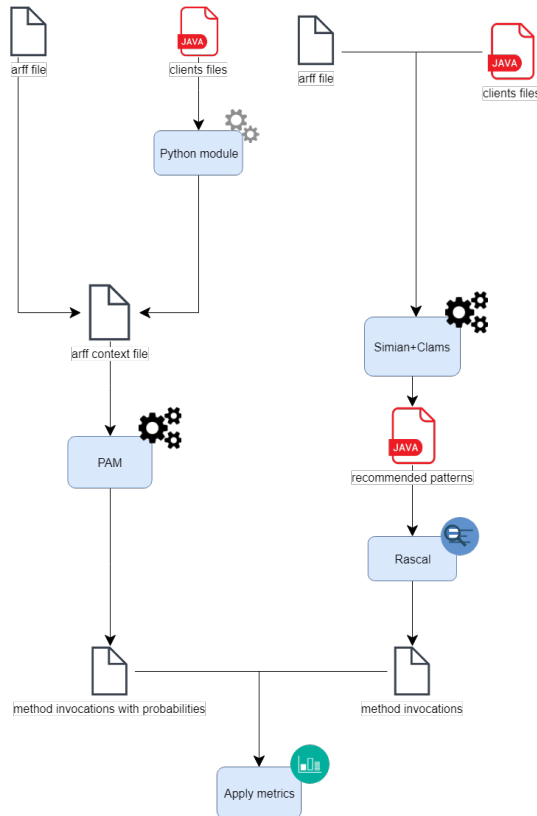 arff file
JAVA
clients files
arff file
JAVA
clients files
Python module
arff context file
Simian+Clams
PAM
JAVA
recommended patterns
Rascal
method invocations with probabilities
method invocations
Apply metrics